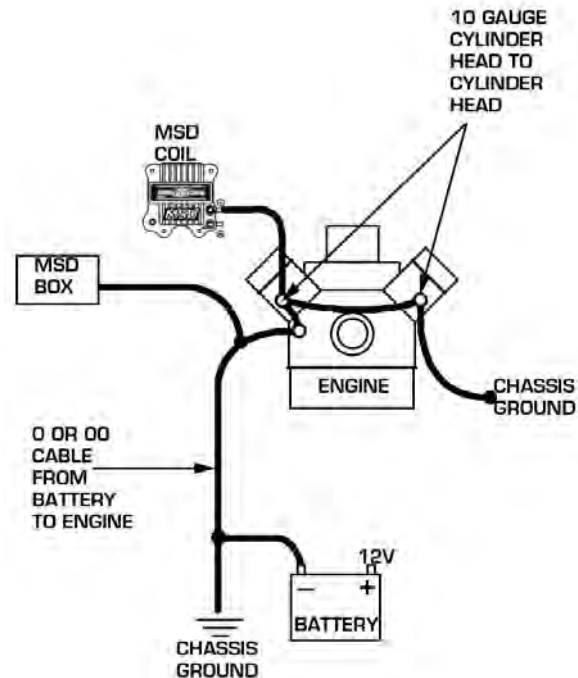 10 GAUGE
CYLINDER
HEAD TO
CYLINDER
HEAD
MSD
COIL
MSD
MSD
BOX
ENGINE
CHASSIS
GROUND
0 OR 00
CABLE
FROM
BATTERY
TO ENGINE
12V
– +
BATTERY
CHASSIS
GROUND